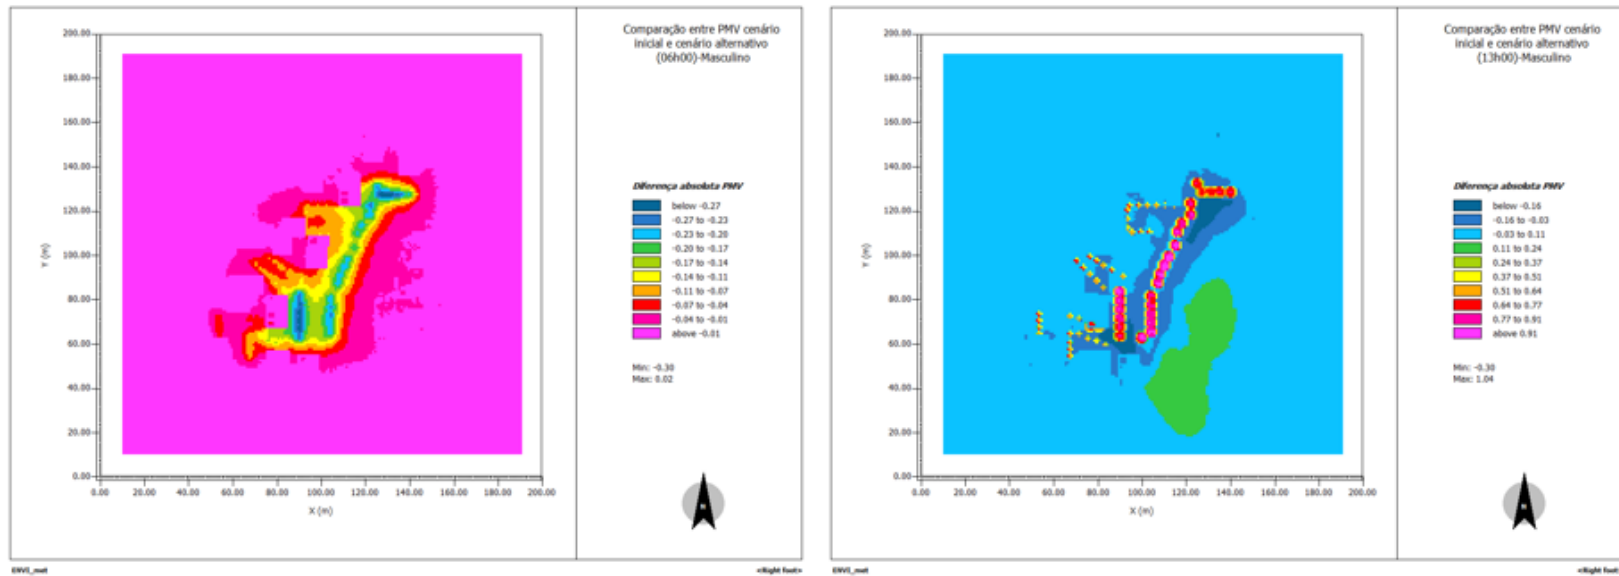 Comparação entre PMV cenário
inicial e cenário alternativo
(06h00)-Masculino
200.00
180.00
160.00
140.00
120.00
100.00
80.00
60.00
40.00
20.00
0.00
Y (m)
0.00 20.00 40.00 60.00 80.00 100.00 120.00 140.00 160.00 180.00 200.00
X (m)
Diferença absoluta PMV
below -0.27
-0.27 to -0.23
-0.23 to -0.20
-0.20 to -0.17
-0.17 to -0.14
-0.14 to -0.11
-0.11 to -0.07
-0.07 to -0.04
-0.04 to -0.01
above -0.01
Min: -0.30
Max: 0.02
N
ENVI_met
<Right foot>
Comparação entre PMV cenário
inicial e cenário alternativo
(13h00)-Masculino
200.00
180.00
160.00
140.00
120.00
100.00
80.00
60.00
40.00
20.00
0.00
Y (m)
0.00 20.00 40.00 60.00 80.00 100.00 120.00 140.00 160.00 180.00 200.00
X (m)
Diferença absoluta PMV
below -0.16
-0.16 to -0.03
-0.03 to 0.11
0.11 to 0.24
0.24 to 0.37
0.37 to 0.51
0.51 to 0.64
0.64 to 0.77
0.77 to 0.91
above 0.91
Min: -0.30
Max: 1.04
N
ENVI_met
<Right foot>